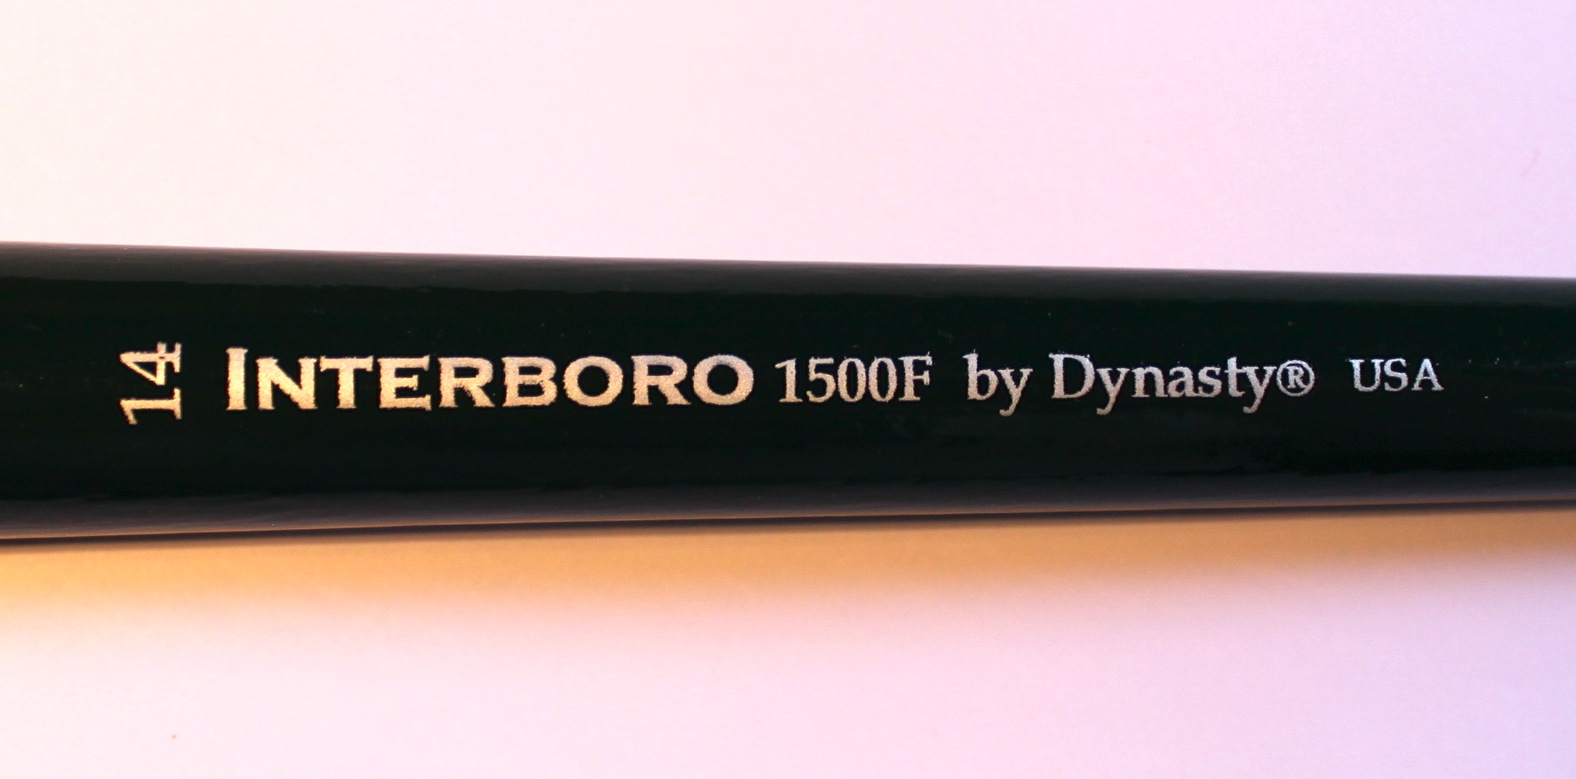 14
INTERBORO 1500F by Dynasty® USA